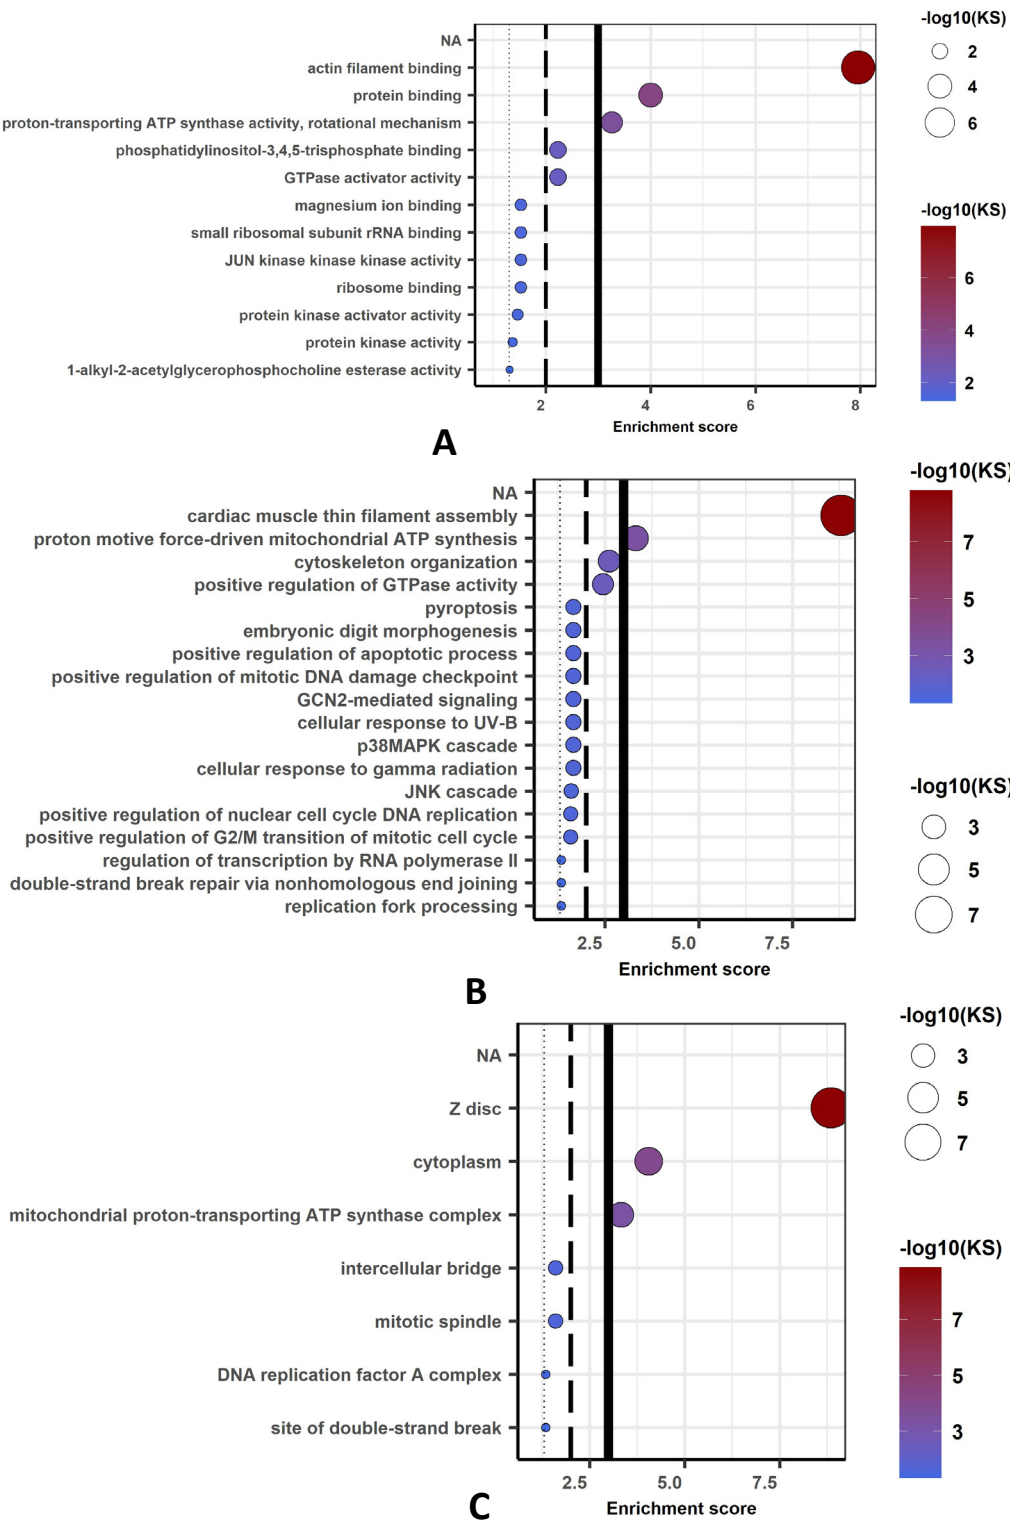 -log10(KS)
NA
actin filament binding
protein binding
proton-transporting ATP synthase activity, rotational mechanism
phosphatidylinositol-3,4,5-trisphosphate binding
GTPase activator activity
magnesium ion binding
small ribosomal subunit rRNA binding
JUN kinase kinase kinase activity
ribosome binding
protein kinase activator activity
protein kinase activity
1-alkyl-2-acetylglycerophosphocholine esterase activity
2
4
6
-log10(KS)
6
4
2
2 4 6 8
Enrichment score
A
-log10(KS)
NA
cardiac muscle thin filament assembly
proton motive force-driven mitochondrial ATP synthesis
cytoskeleton organization
positive regulation of GTPase activity
pyroptosis
embryonic digit morphogenesis
positive regulation of apoptotic process
positive regulation of mitotic DNA damage checkpoint
GCN2-mediated signaling
cellular response to UV-B
p38MAPK cascade
cellular response to gamma radiation
JNK cascade
positive regulation of nuclear cell cycle DNA replication
positive regulation of G2/M transition of mitotic cell cycle
regulation of transcription by RNA polymerase II
double-strand break repair via nonhomologous end joining
replication fork processing
7
5
3
-log10(KS)
3
5
7
2.5 5.0 7.5
Enrichment score
B
-log10(KS)
3
5
7
NA
Z disc
cytoplasm
mitochondrial proton-transporting ATP synthase complex
intercellular bridge
mitotic spindle
DNA replication factor A complex
site of double-strand break
-log10(KS)
7
5
3
2.5 5.0 7.5
Enrichment score
C